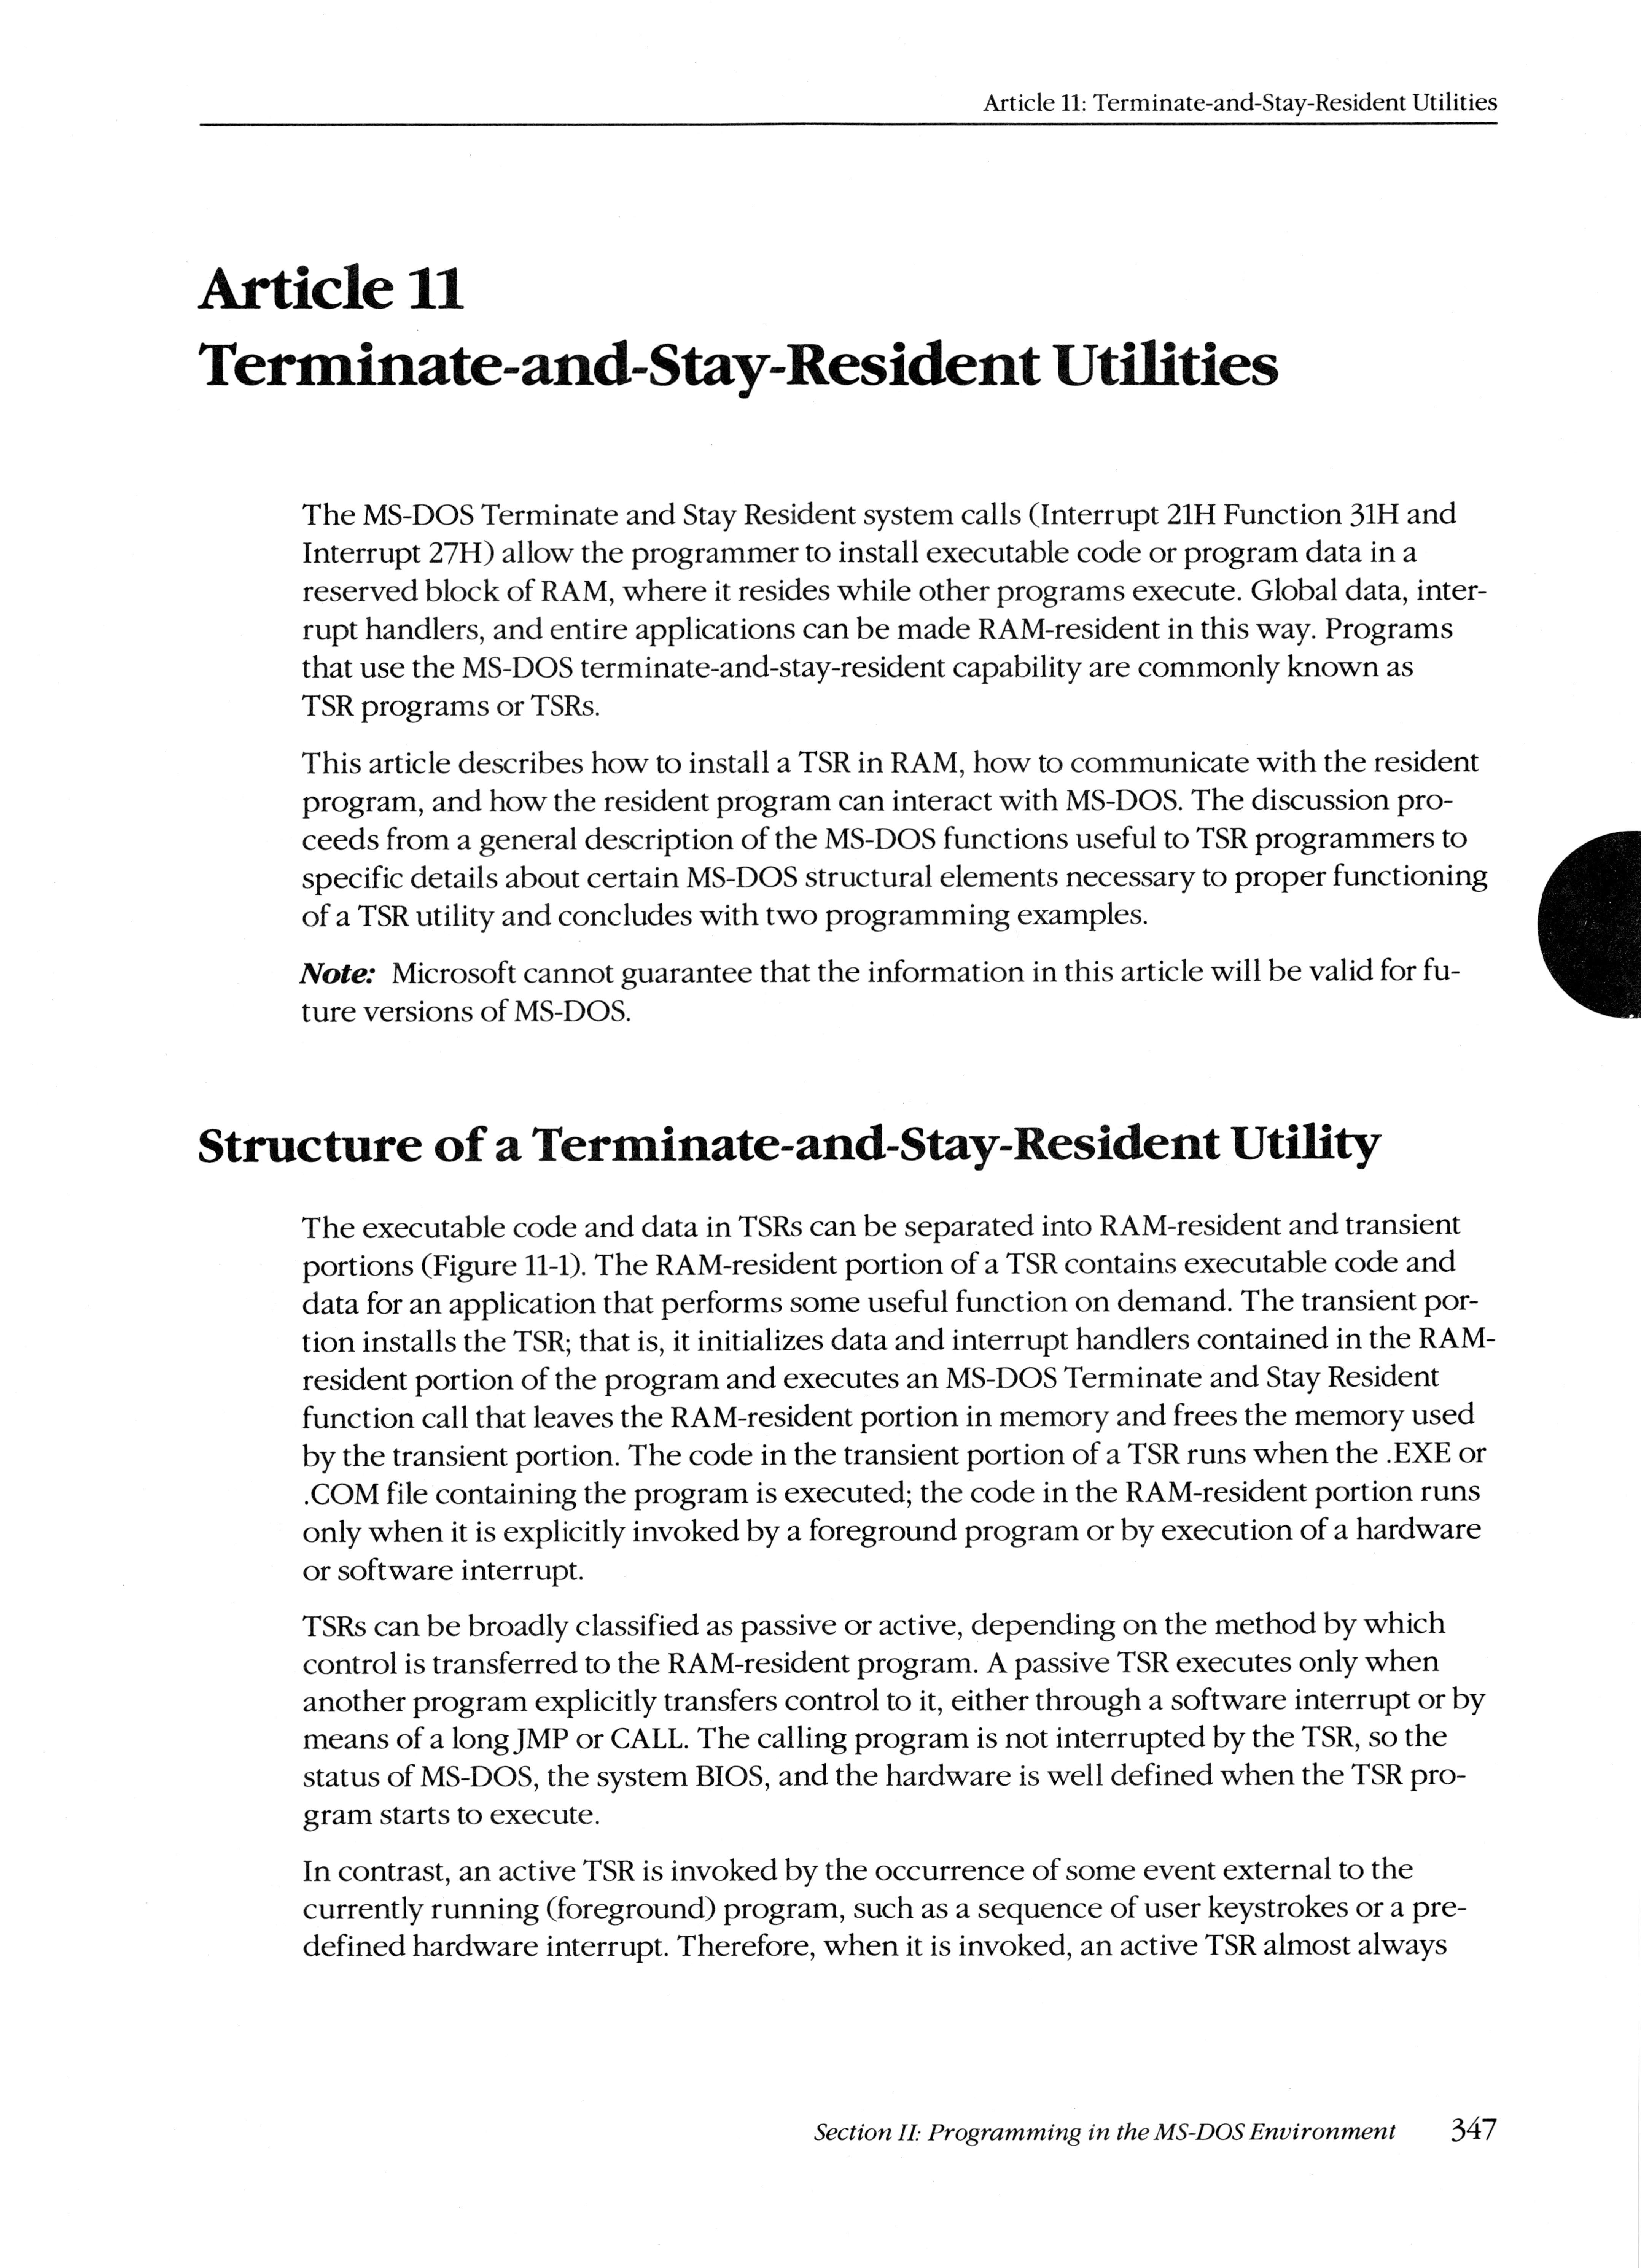 Article 11: Terminate-and-Stay-Resident Utilities
Article 11
Terminate-and-Stay-Resident Utilities
The MS-DOS Terminate and Stay Resident system calls (Interrupt 21H Function 31H and
Interrupt 27H) allow the programmer to install executable code or program data in a
reserved block of RAM, where it resides while other programs execute. Global data, inter-
rupt handlers, and entire applications can be made RAM-resident in this way. Programs
that use the MS-DOS terminate-and-stay-resident capability are commonly known as
TSR programs or TSRs.
This article describes how to install a TSR in RAM, how to communicate with the resident
program, and how the resident program can interact with MS-DOS. The discussion pro-
ceeds from a general description of the MS-DOS functions useful to TSR programmers to
specific details about certain MS-DOS structural elements necessary to proper functioning
of a TSR utility and concludes with two programming examples.
Note: Microsoft cannot guarantee that the information in this article will be valid for fu-
ture versions of MS-DOS.
Structure of a Terminate-and-Stay-Resident Utility
The executable code and data in TSRs can be separated into RAM-resident and transient
portions (Figure 11-1). The RAM-resident portion of a TSR contains executable code and
data for an application that performs some useful function on demand. The transient por-
tion installs the TSR; that is, it initializes data and interrupt handlers contained in the RAM-
resident portion of the program and executes an MS-DOS Terminate and Stay Resident
function call that leaves the RAM-resident portion in memory and frees the memory used
by the transient portion. The code in the transient portion of a TSR runs when the .EXE or
.COM file containing the program is executed; the code in the RAM-resident portion runs
only when it is explicitly invoked by a foreground program or by execution of a hardware
or software interrupt.
TSRs can be broadly classified as passive or active, depending on the method by which
control is transferred to the RAM-resident program. A passive TSR executes only when
another program explicitly transfers control to it, either through a software interrupt or by
means of a long JMP or CALL. The calling program is not interrupted by the TSR, so the
status of MS-DOS, the system BIOS, and the hardware is well defined when the TSR pro-
gram starts to execute.
In contrast, an active TSR is invoked by the occurrence of some event external to the
currently running (foreground) program, such as a sequence of user keystrokes or a pre-
defined hardware interrupt. Therefore, when it is invoked, an active TSR almost always
Section II: Programming in the MS-DOS Environment 347